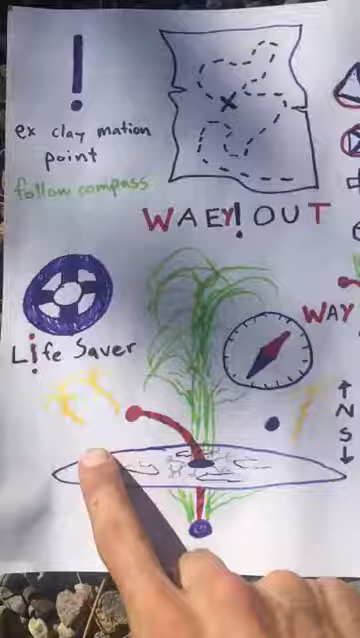 !
ex clay mation
point
follow compass
WAEY! OUT
Life Saver
WAY
N
S